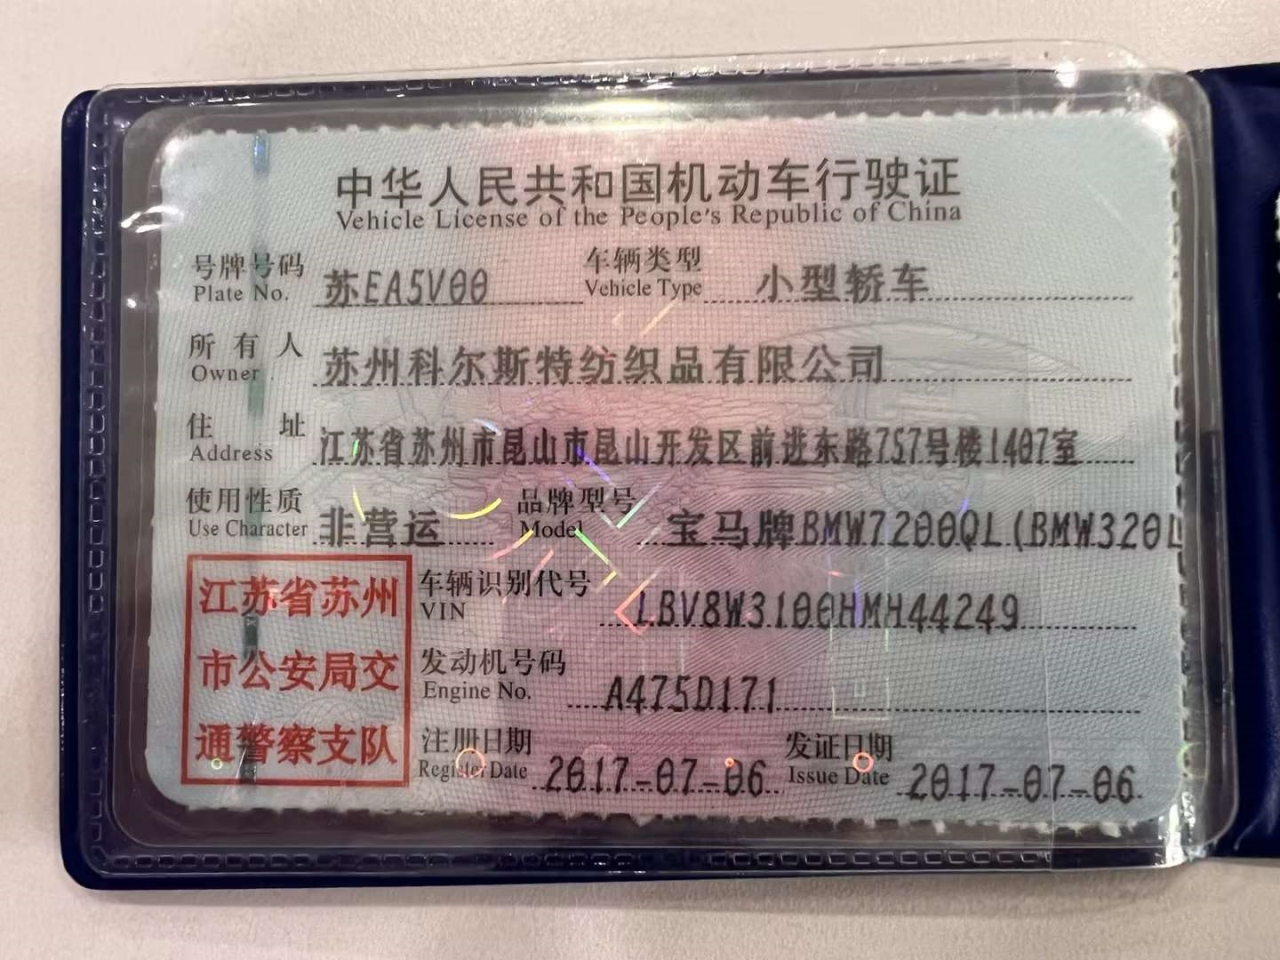 中华人民共和国机动车行驶证
Vehicle License of the People's Republic of China
号牌号码 苏EA5V00 车辆类型 小型轿车
Plate No. Vehicle Type
所有人 苏州科尔斯特纺织品有限公司
Owner
住址 江苏省苏州市昆山市昆山开发区前进东路757号楼1407室
Address
使用性质 非营运 品牌型号 宝马牌BMW7200QL(BMW320L
Use Character Model
江苏省苏州
市公安局交
通警察支队
车辆识别代号 LBV8W3100HMH44249
VIN
发动机号码 A475D171
Engine No.
注册日期 2017-07-06 发证日期 2017-07-06
Register Date Issue Date